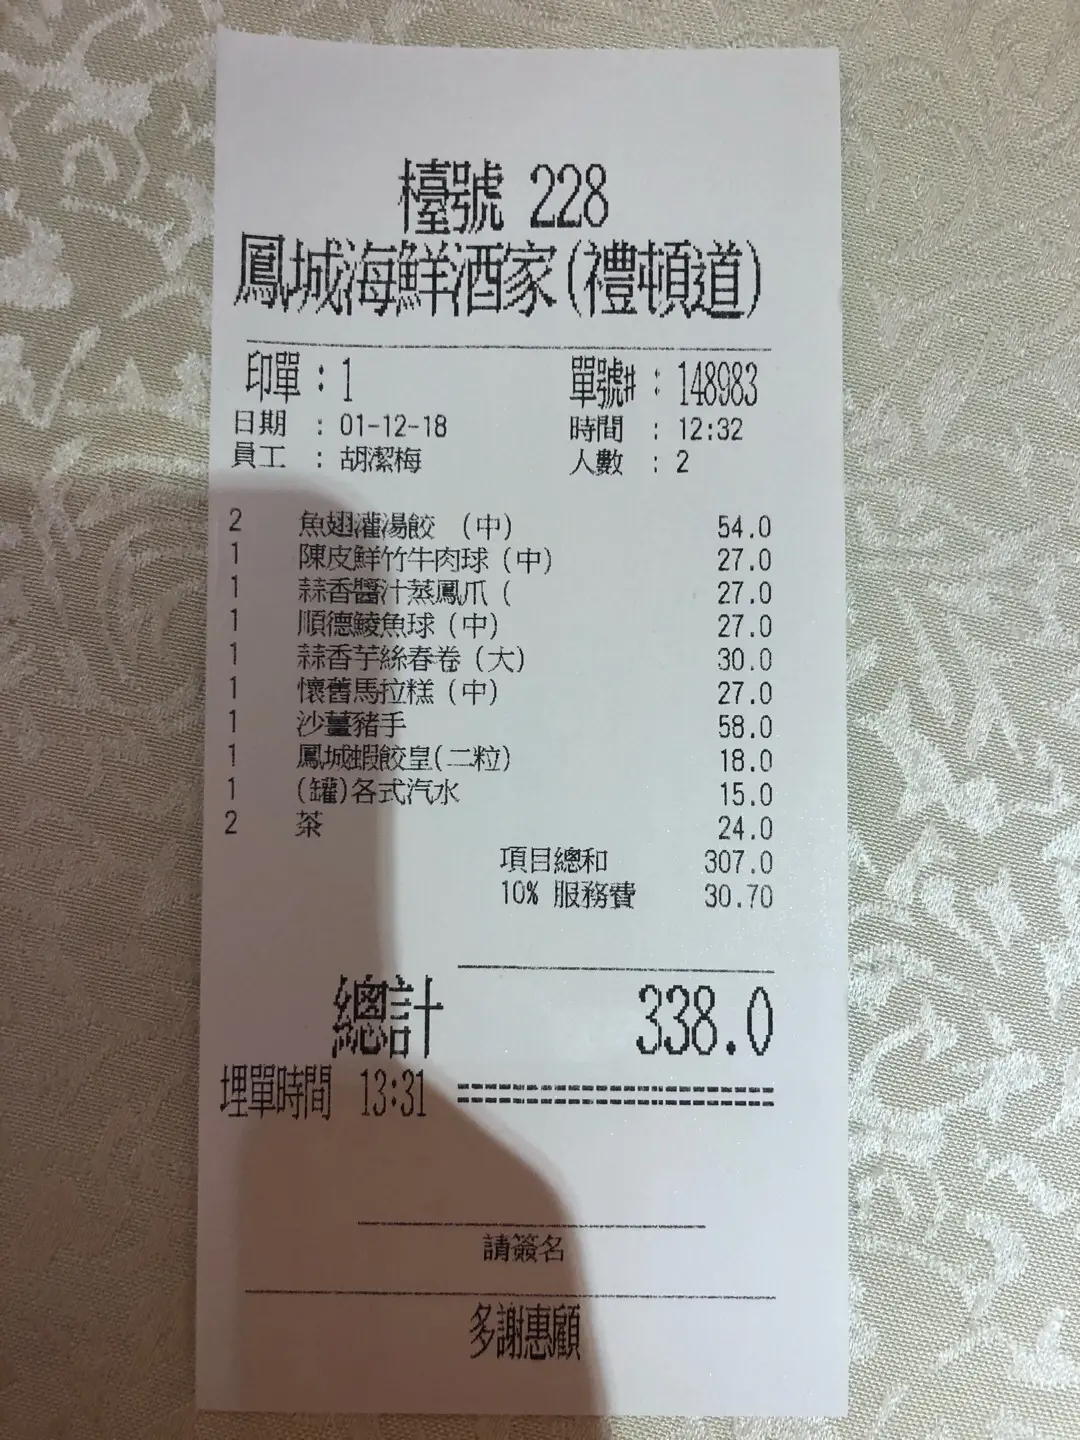 檯號 228
鳳城海鮮酒家(禮頓道)
印單：1 單號#：148983
日期 ：01-12-18 時間 ：12:32
員工 ：胡潔梅 人數 ：2
2 魚翅灌湯餃 (中) 54.0
1 陳皮鮮竹牛肉球(中) 27.0
1 蒜香醬汁蒸鳳爪( 27.0
1 順德鯪魚球(中) 27.0
1 蒜香芋絲春卷(大) 30.0
1 懷舊馬拉糕(中) 27.0
1 沙薑豬手 58.0
1 鳳城蝦餃皇(二粒) 18.0
1 (罐)各式汽水 15.0
2 茶 24.0
項目總和 307.0
10% 服務費 30.70
總計 338.0
埋單時間 13:31
請簽名
多謝惠顧